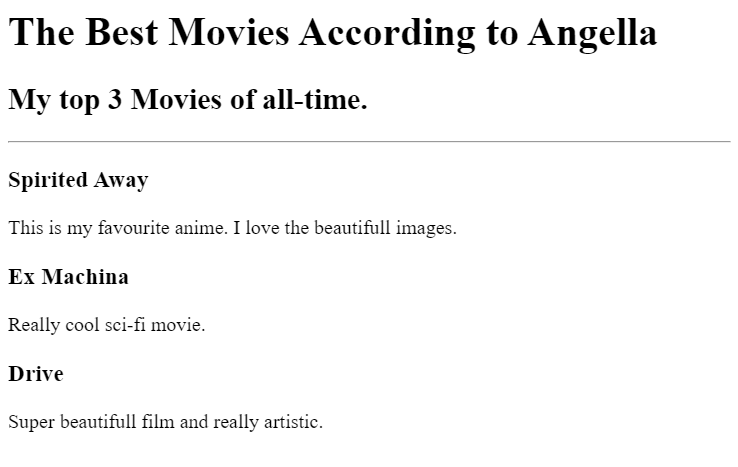 The Best Movies According to Angella
My top 3 Movies of all-time.
Spirited Away
This is my favourite anime. I love the beautifull images.
Ex Machina
Really cool sci-fi movie.
Drive
Super beautifull film and really artistic.